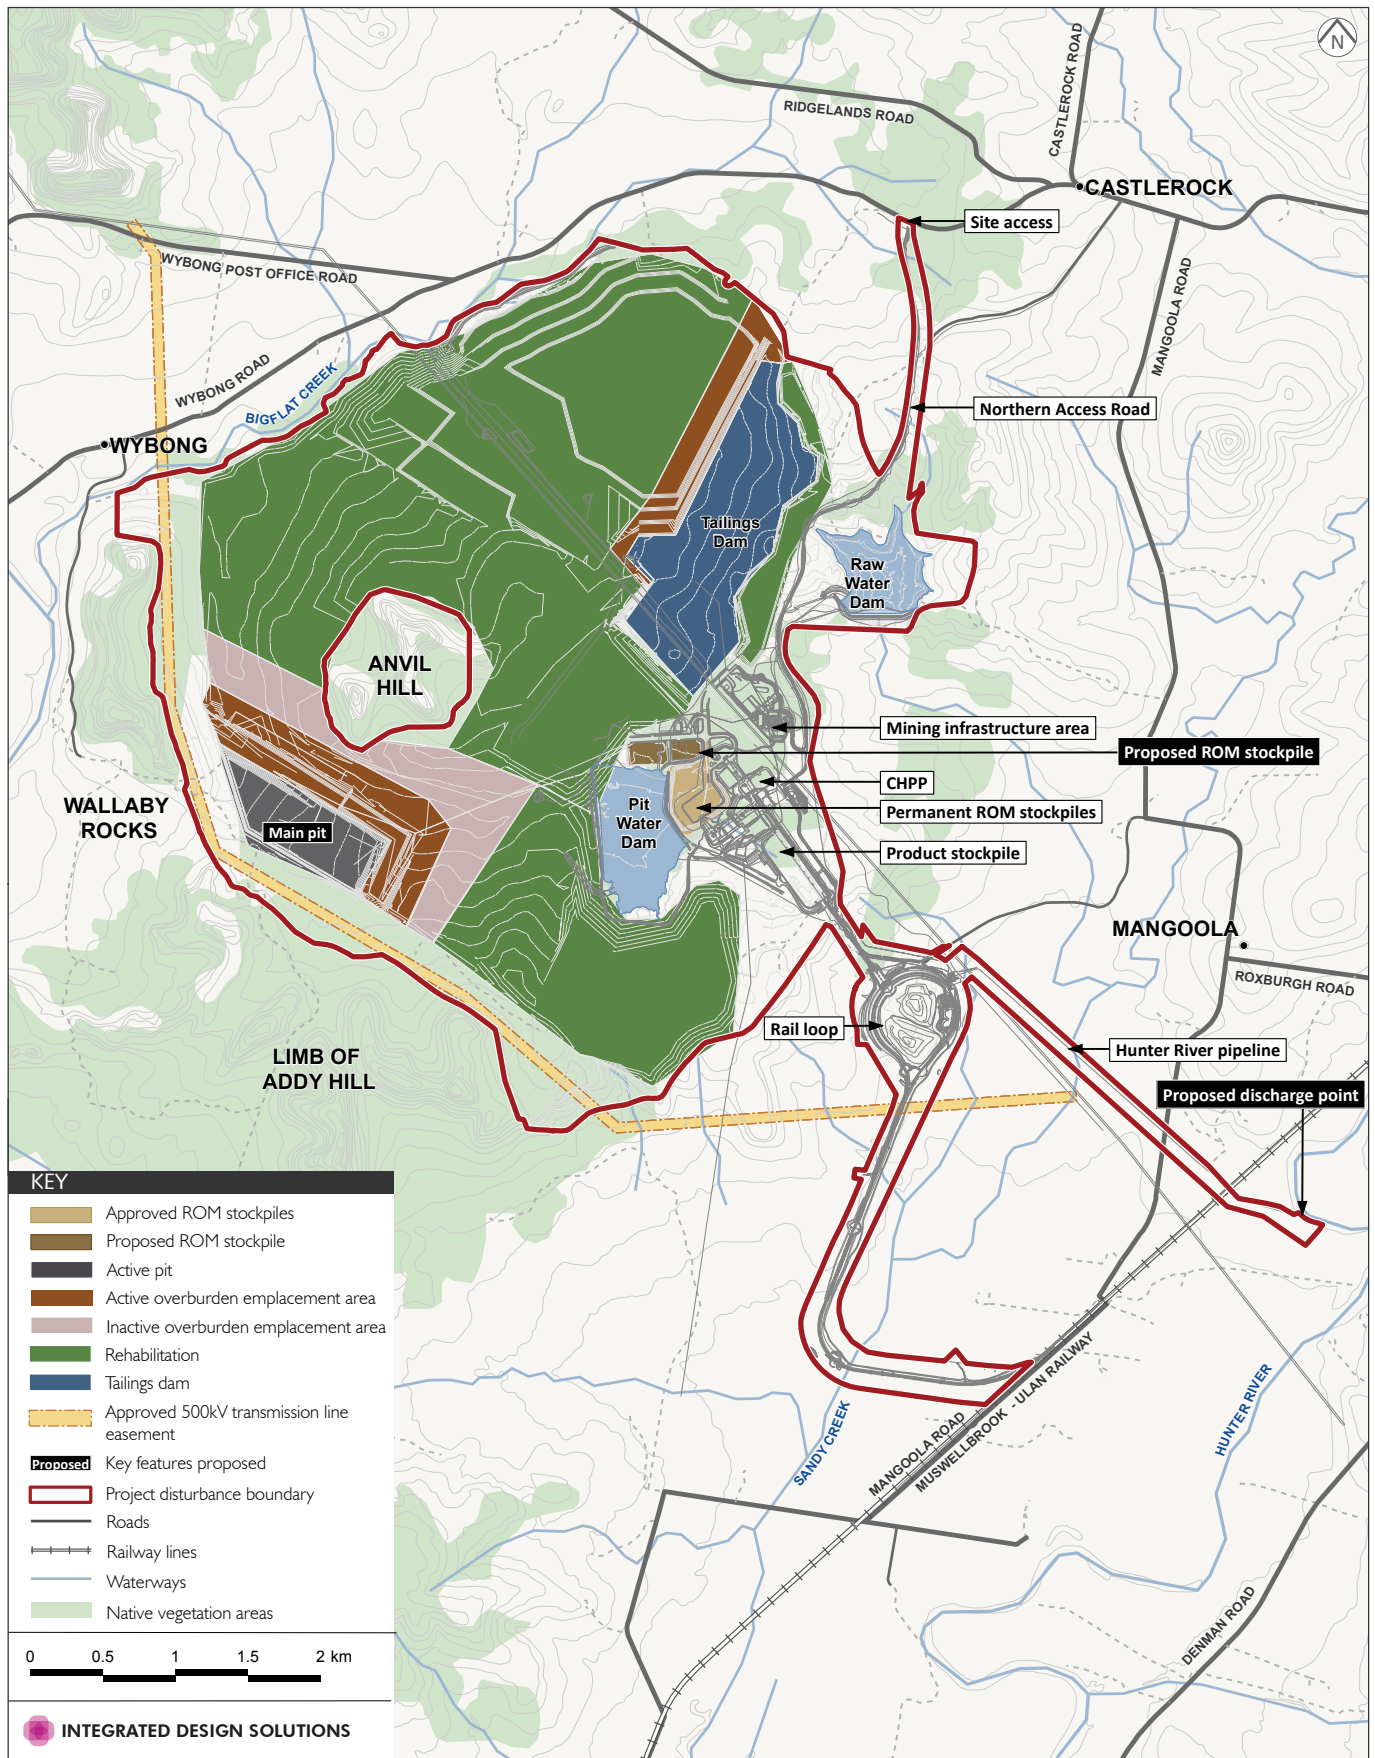 N
RIDGELANDS ROAD
CASTLEROCK ROAD
CASTLEROCK
Site access
WYBONG POST OFFICE ROAD
MANGOOLA ROAD
WYBONG ROAD
BIGFLAT CREEK
Northern Access Road
WYBONG
Tailings
Dam
Raw
Water
Dam
ANVIL
HILL
Mining infrastructure area
Proposed ROM stockpile
CHPP
Permanent ROM stockpiles
Product stockpile
Pit
Water
Dam
WALLABY
ROCKS
Main pit
MANGOOLA
ROXBURGH ROAD
Rail loop
Hunter River pipeline
LIMB OF
ADDY HILL
Proposed discharge point
MANGOOLA ROAD
MUSWELLBROOK - ULAN RAILWAY
SANDY CREEK
HUNTER RIVER
DENMAN ROAD
KEY
Approved ROM stockpiles
Proposed ROM stockpile
Active pit
Active overburden emplacement area
Inactive overburden emplacement area
Rehabilitation
Tailings dam
Approved 500kV transmission line
easement
Proposed Key features proposed
Project disturbance boundary
Roads
Railway lines
Waterways
Native vegetation areas
0 0.5 1 1.5 2 km
INTEGRATED DESIGN SOLUTIONS